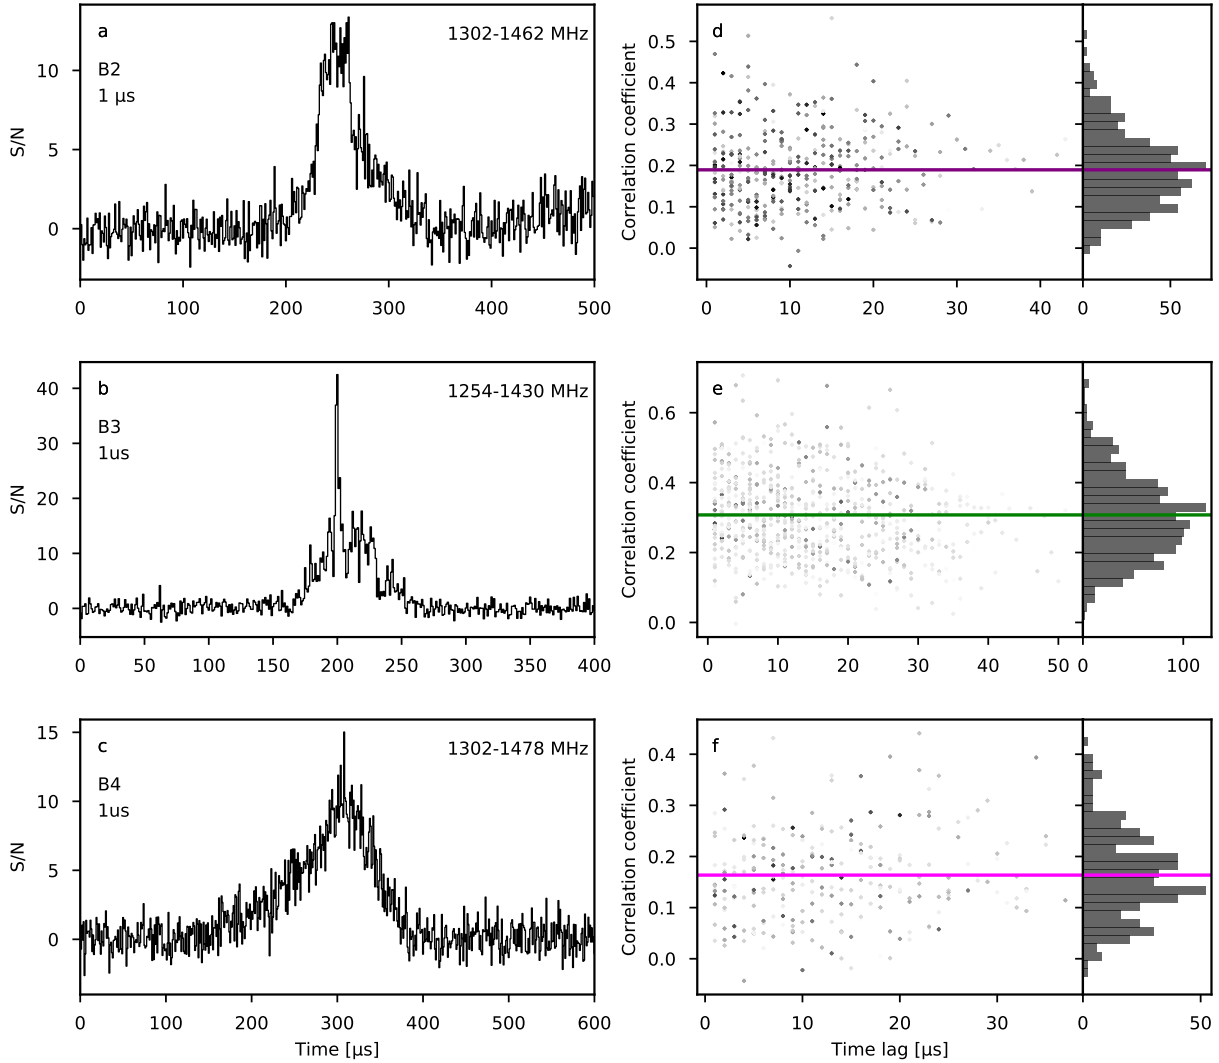 a
1302-1462 MHz
B2
1 µs
S/N
10
5
0
0 100 200 300 400 500
d
Correlation coefficient
0.5
0.4
0.3
0.2
0.1
0.0
0 10 20 30 40
0 50
b
1254-1430 MHz
B3
1us
S/N
40
30
20
10
0
0 50 100 150 200 250 300 350 400
e
Correlation coefficient
0.6
0.4
0.2
0.0
0 10 20 30 40 50
0 100
c
1302-1478 MHz
B4
1us
S/N
15
10
5
0
0 100 200 300 400 500 600
Time [µs]
f
Correlation coefficient
0.4
0.3
0.2
0.1
0.0
0 10 20 30
0 50
Time lag [µs]